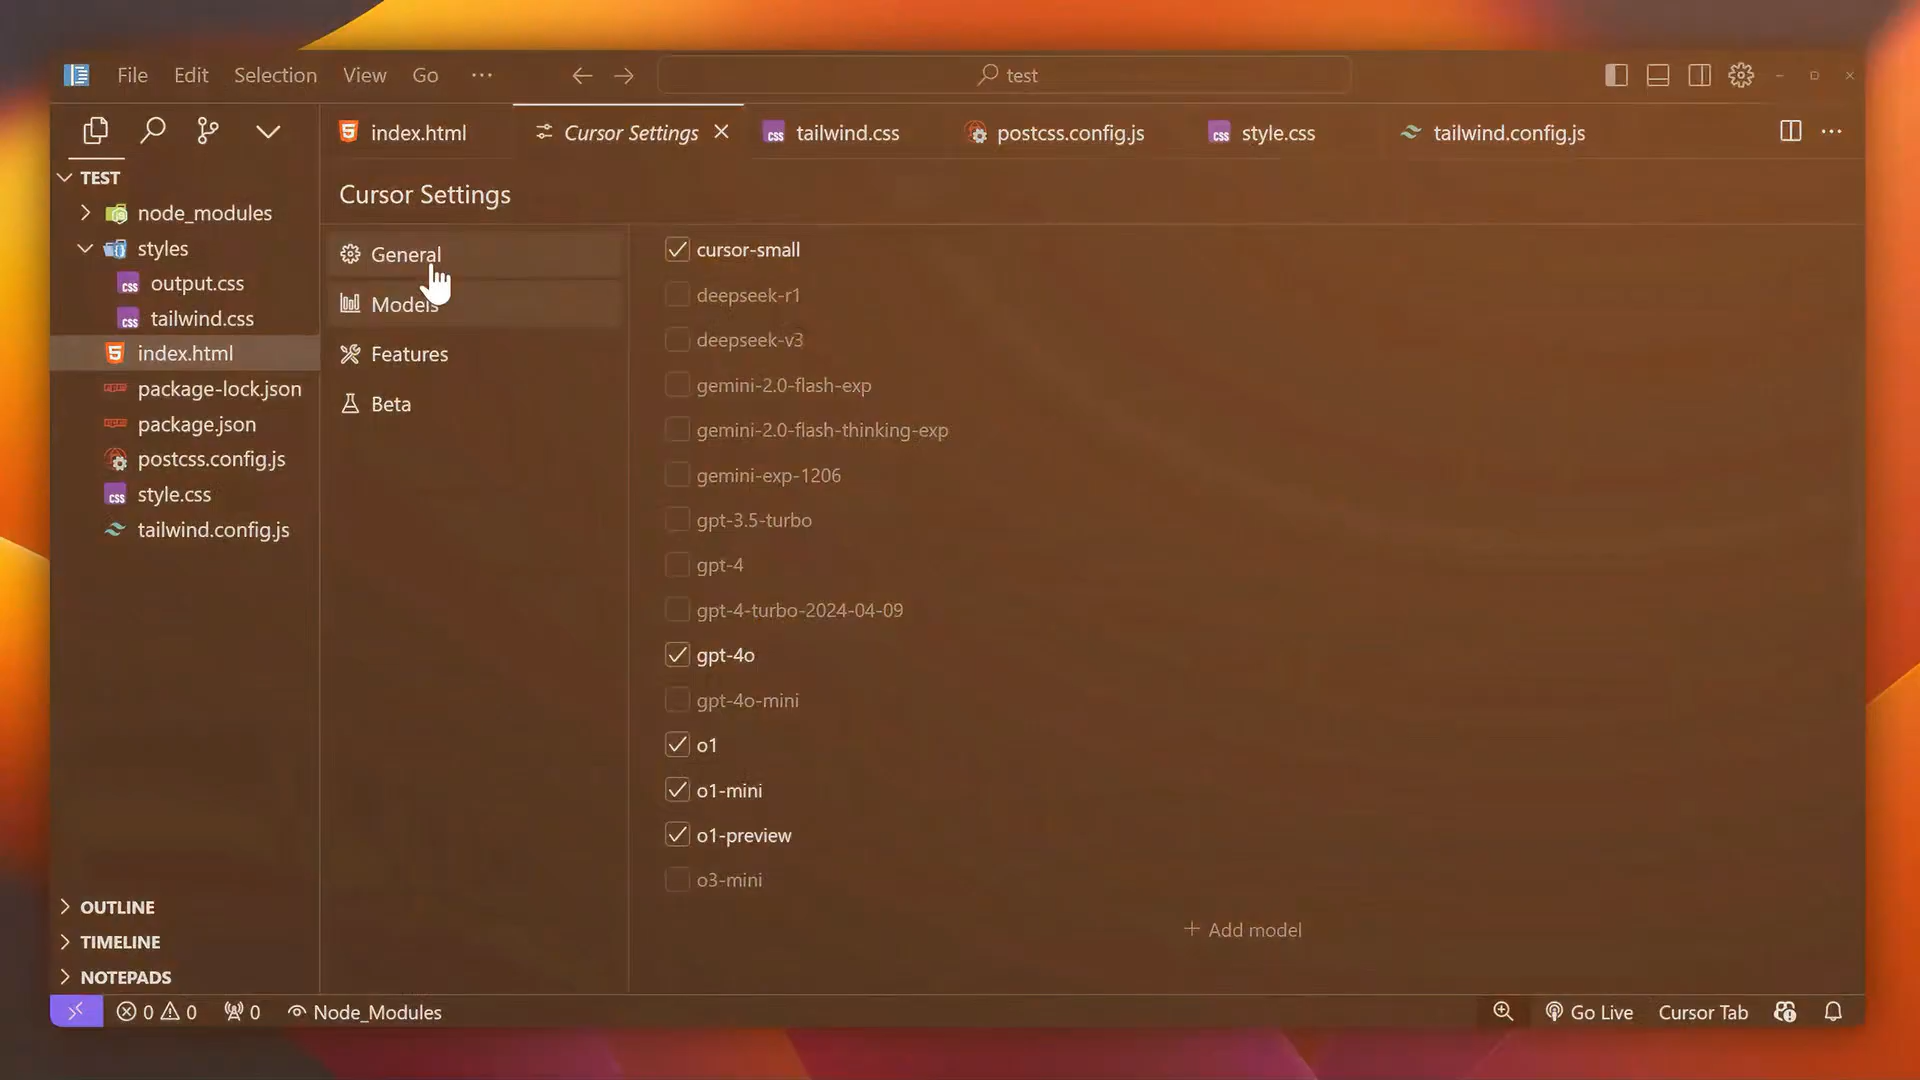 File Edit Selection View Go ··· test
index.html Cursor Settings tailwind.css postcss.config.js style.css tailwind.config.js
TEST
node_modules
styles
output.css
tailwind.css
index.html
package-lock.json
package.json
postcss.config.js
style.css
tailwind.config.js
OUTLINE
TIMELINE
NOTEPADS
Cursor Settings
General
Models
Features
Beta
cursor-small
deepseek-r1
deepseek-v3
gemini-2.0-flash-exp
gemini-2.0-flash-thinking-exp
gemini-exp-1206
gpt-3.5-turbo
gpt-4
gpt-4-turbo-2024-04-09
gpt-4o
gpt-4o-mini
o1
o1-mini
o1-preview
o3-mini
+ Add model
0 0 0 Node_Modules Go Live Cursor Tab